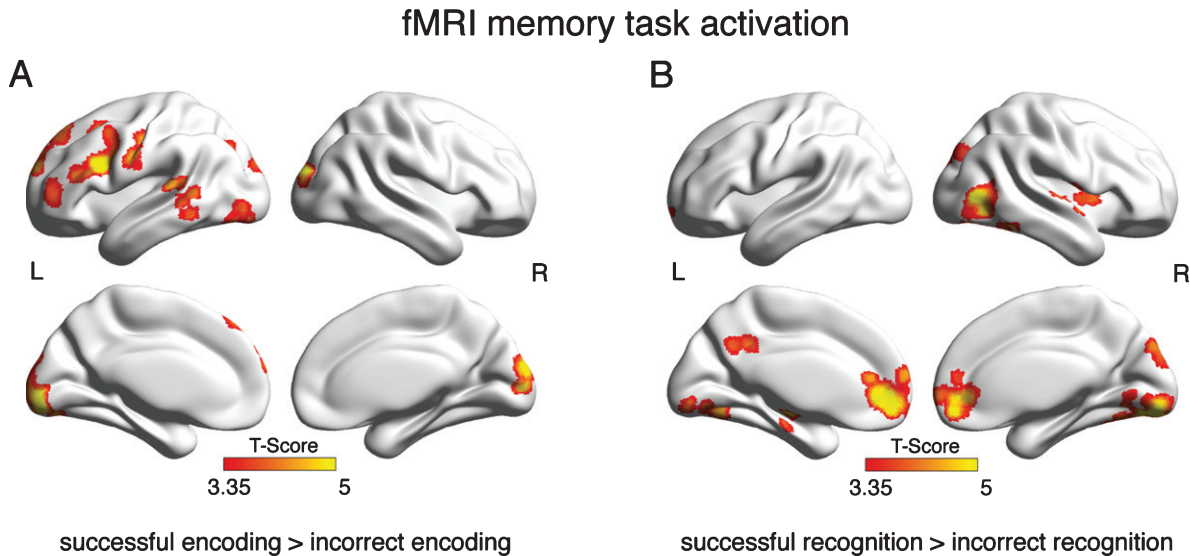 fMRI memory task activation
A
B
L
R
L
R
T-Score
3.35
5
T-Score
3.35
5
successful encoding > incorrect encoding
successful recognition > incorrect recognition